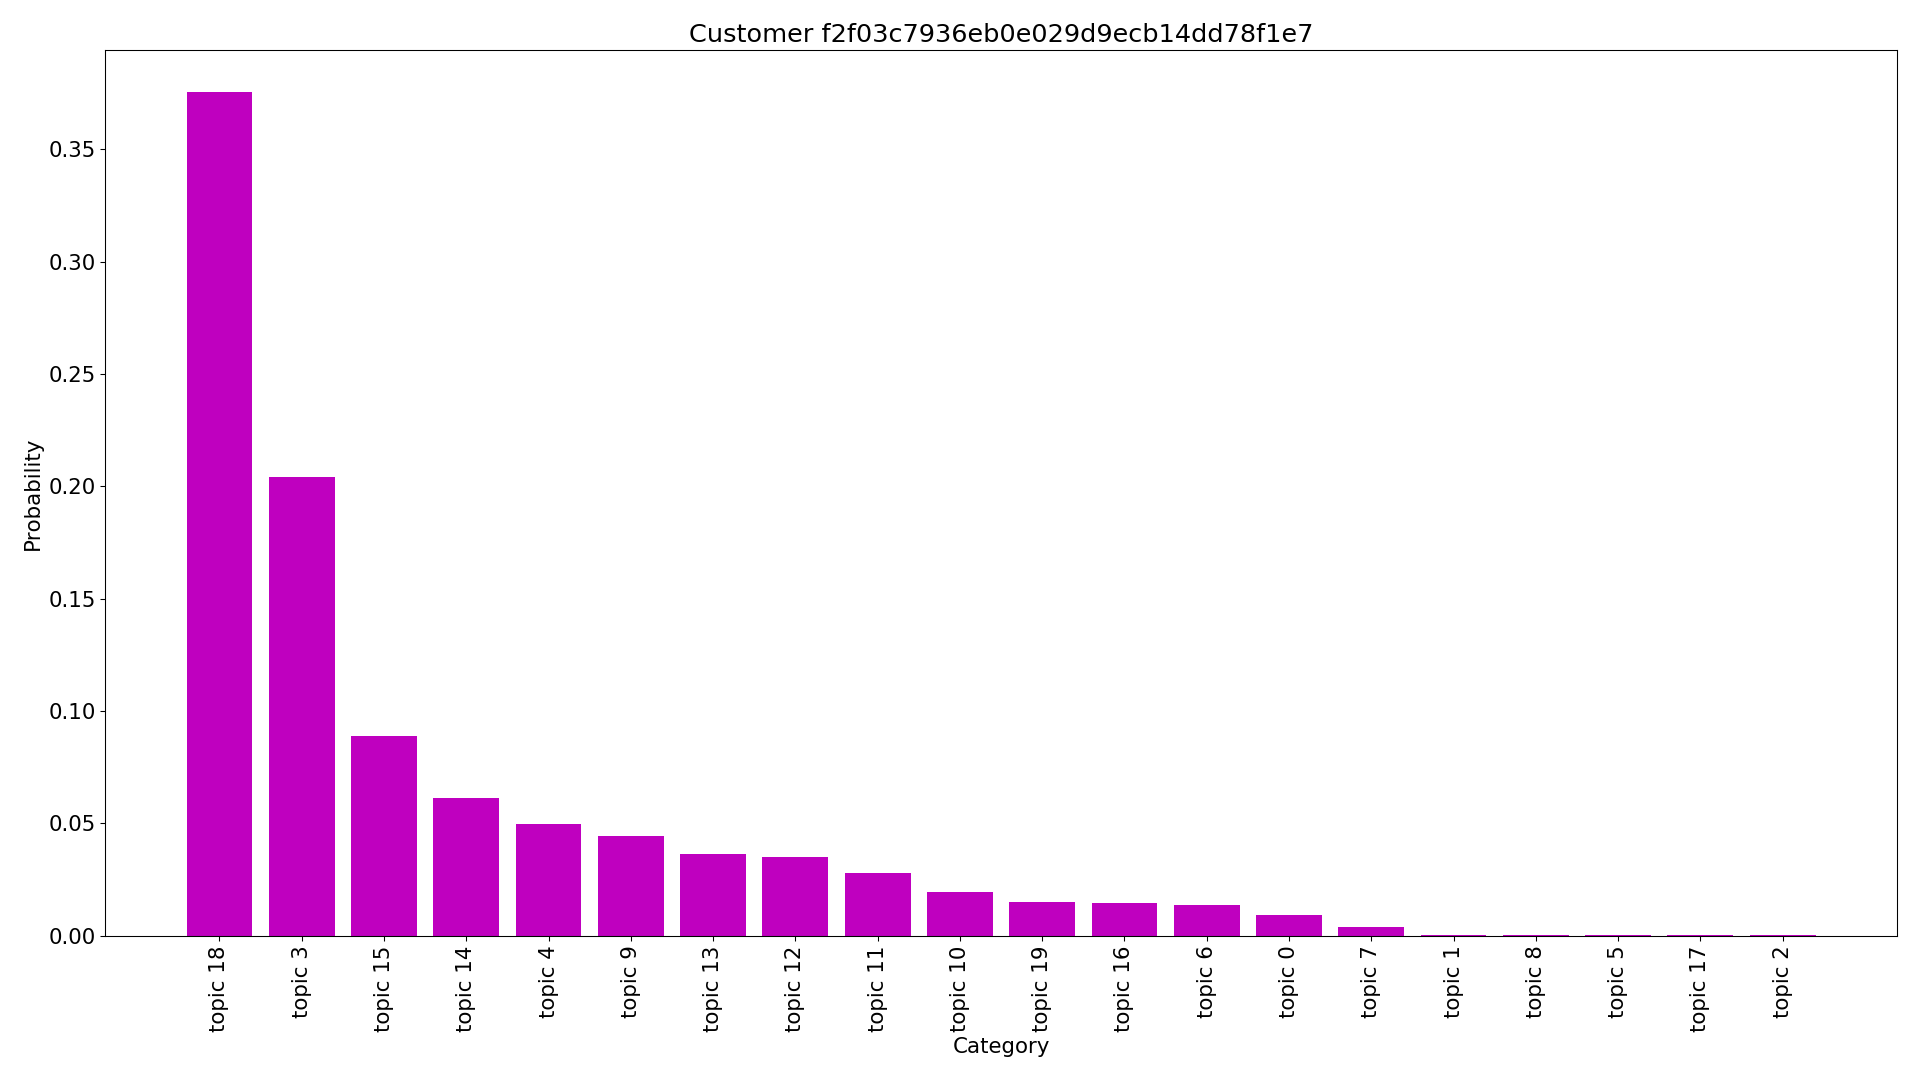 Customer f2f03c7936eb0e029d9ecb14dd78f1e7
Probability
0.35
0.30
0.25
0.20
0.15
0.10
0.05
0.00
topic 18
topic 3
topic 15
topic 14
topic 4
topic 9
topic 13
topic 12
topic 11
topic 10
topic 19
topic 16
topic 6
topic 0
topic 7
topic 1
topic 8
topic 5
topic 17
topic 2
Category